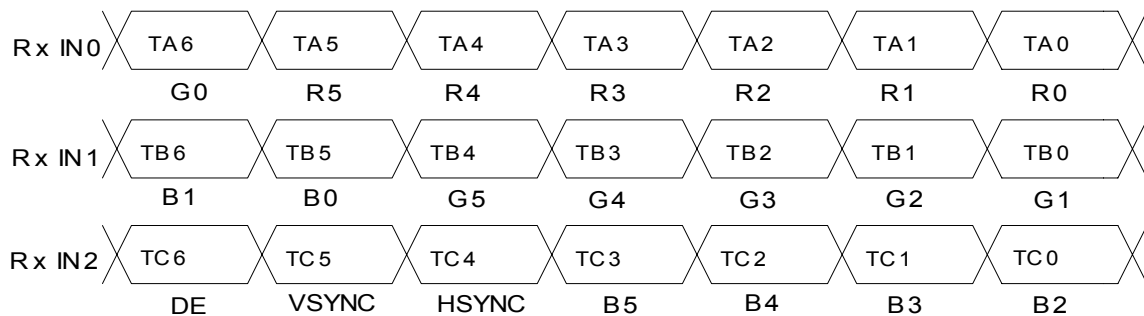 Rx IN0 TA6 TA5 TA4 TA3 TA2 TA1 TA0
G0 R5 R4 R3 R2 R1 R0
Rx IN1 TB6 TB5 TB4 TB3 TB2 TB1 TB0
B1 B0 G5 G4 G3 G2 G1
Rx IN2 TC6 TC5 TC4 TC3 TC2 TC1 TC0
DE VSYNC HSYNC B5 B4 B3 B2